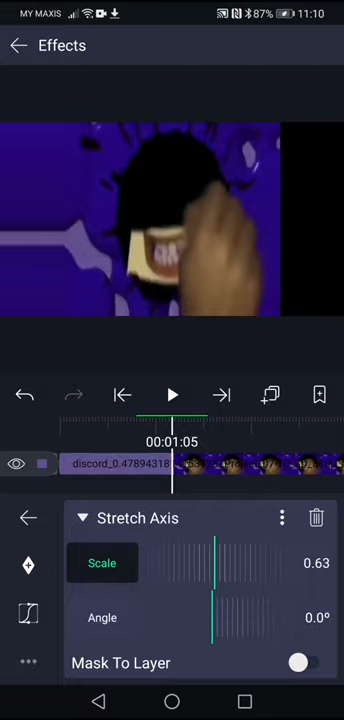 MY MAXIS 87% 11:10
Effects
00:01:05
discord_0.47894318
Stretch Axis
Scale 0.63
Angle 0.0º
Mask To Layer